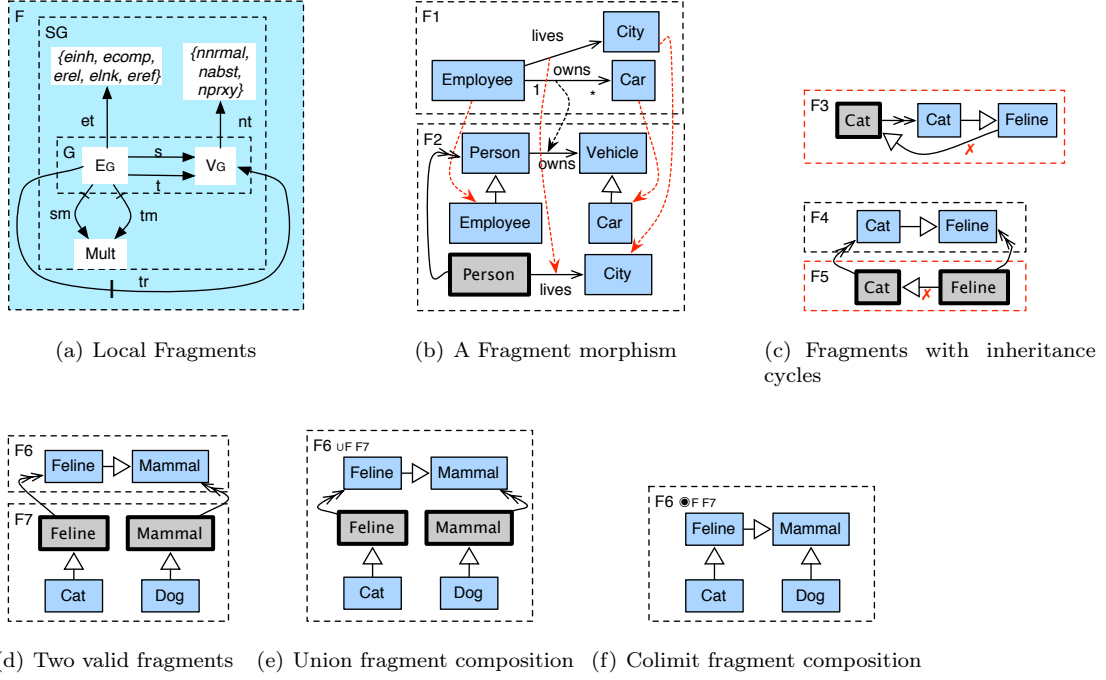 F
SG
{einh, ecomp,
erel, elnk, eref}
{nnrmal,
nabst,
nprxy}
et
nt
G
EG
s
t
VG
sm
tm
Mult
tr
(a) Local Fragments
F1
lives
City
Employee
owns
1
*
Car
F2
Person
owns
Vehicle
Employee
Car
Person
lives
City
(b) A Fragment morphism
F3
Cat
Cat
Feline
✗
F4
Cat
Feline
F5
Cat
✗
Feline
(c) Fragments with inheritance
cycles
F6
Feline
Mammal
F7
Feline
Mammal
Cat
Dog
(d) Two valid fragments
F6 ∪F F7
Feline
Mammal
Feline
Mammal
Cat
Dog
(e) Union fragment composition
F6 ◉F F7
Feline
Mammal
Cat
Dog
(f) Colimit fragment composition